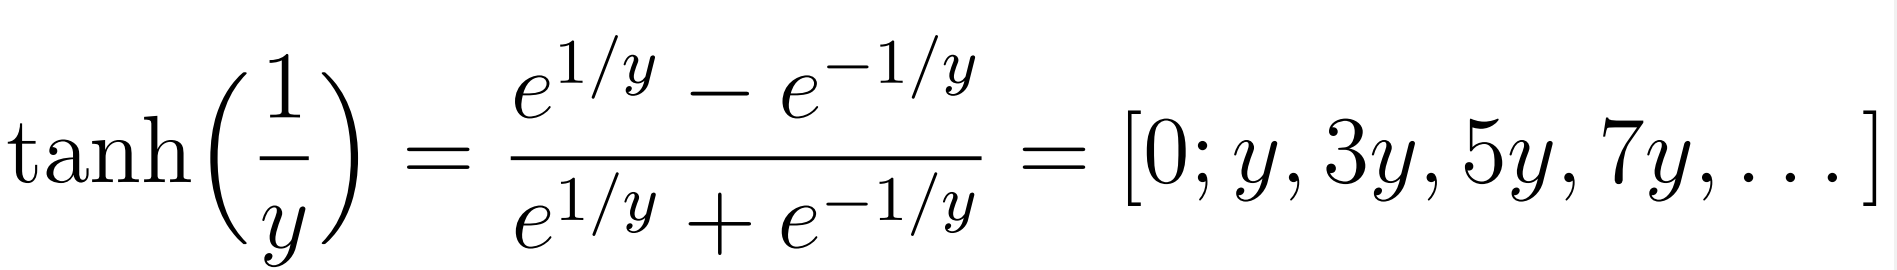 tanh(1/y) = (e^{1/y} − e^{−1/y})/(e^{1/y} + e^{−1/y}) = [0; y, 3y, 5y, 7y, . . . ]